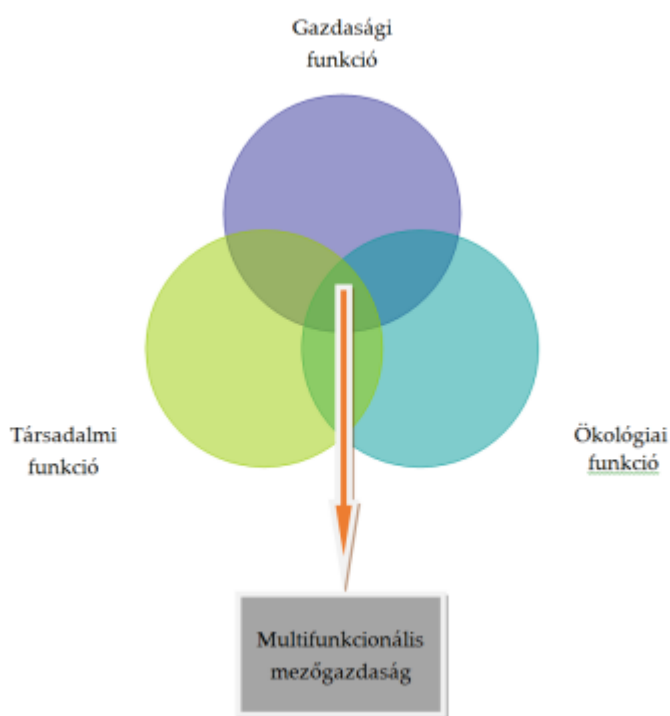 Gazdasági
funkció
Társadalmi
funkció
Ökológiai
funkció
Multifunkcionális
mezőgazdaság